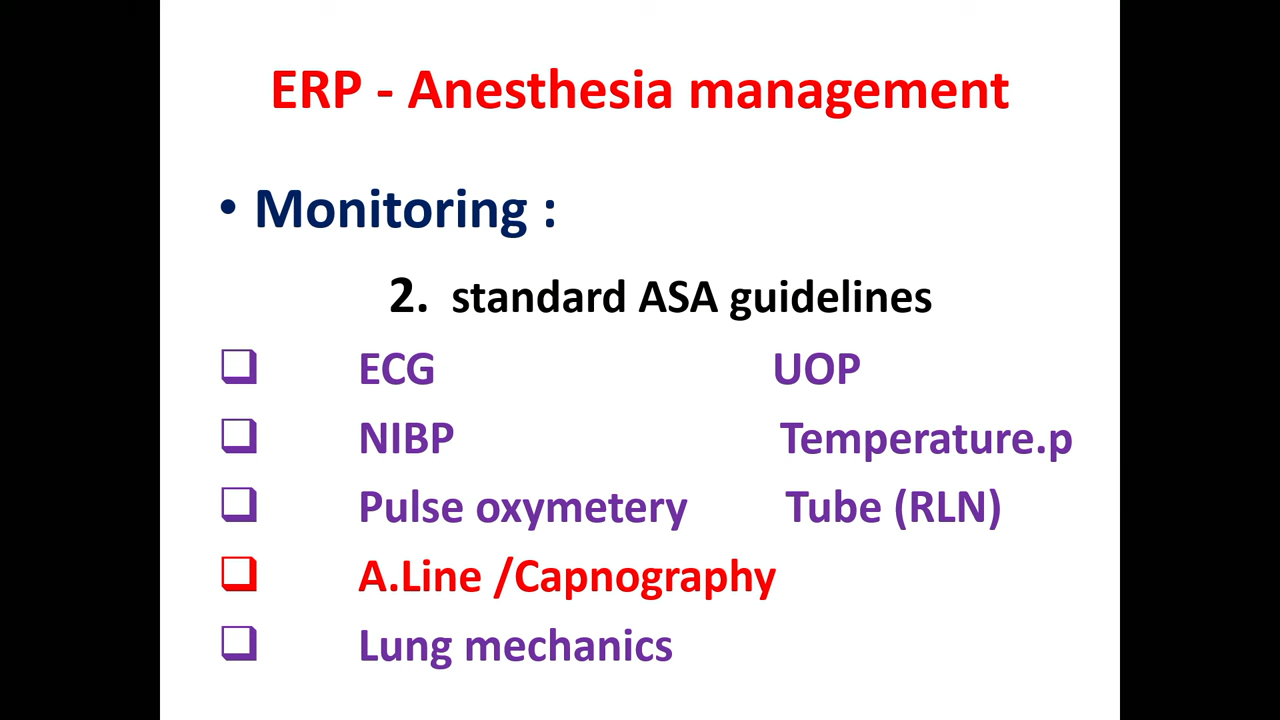 ERP - Anesthesia management
• Monitoring :
2. standard ASA guidelines
❑ ECG UOP
❑ NIBP Temperature.p
❑ Pulse oxymetery Tube (RLN)
❑ A.Line /Capnography
❑ Lung mechanics